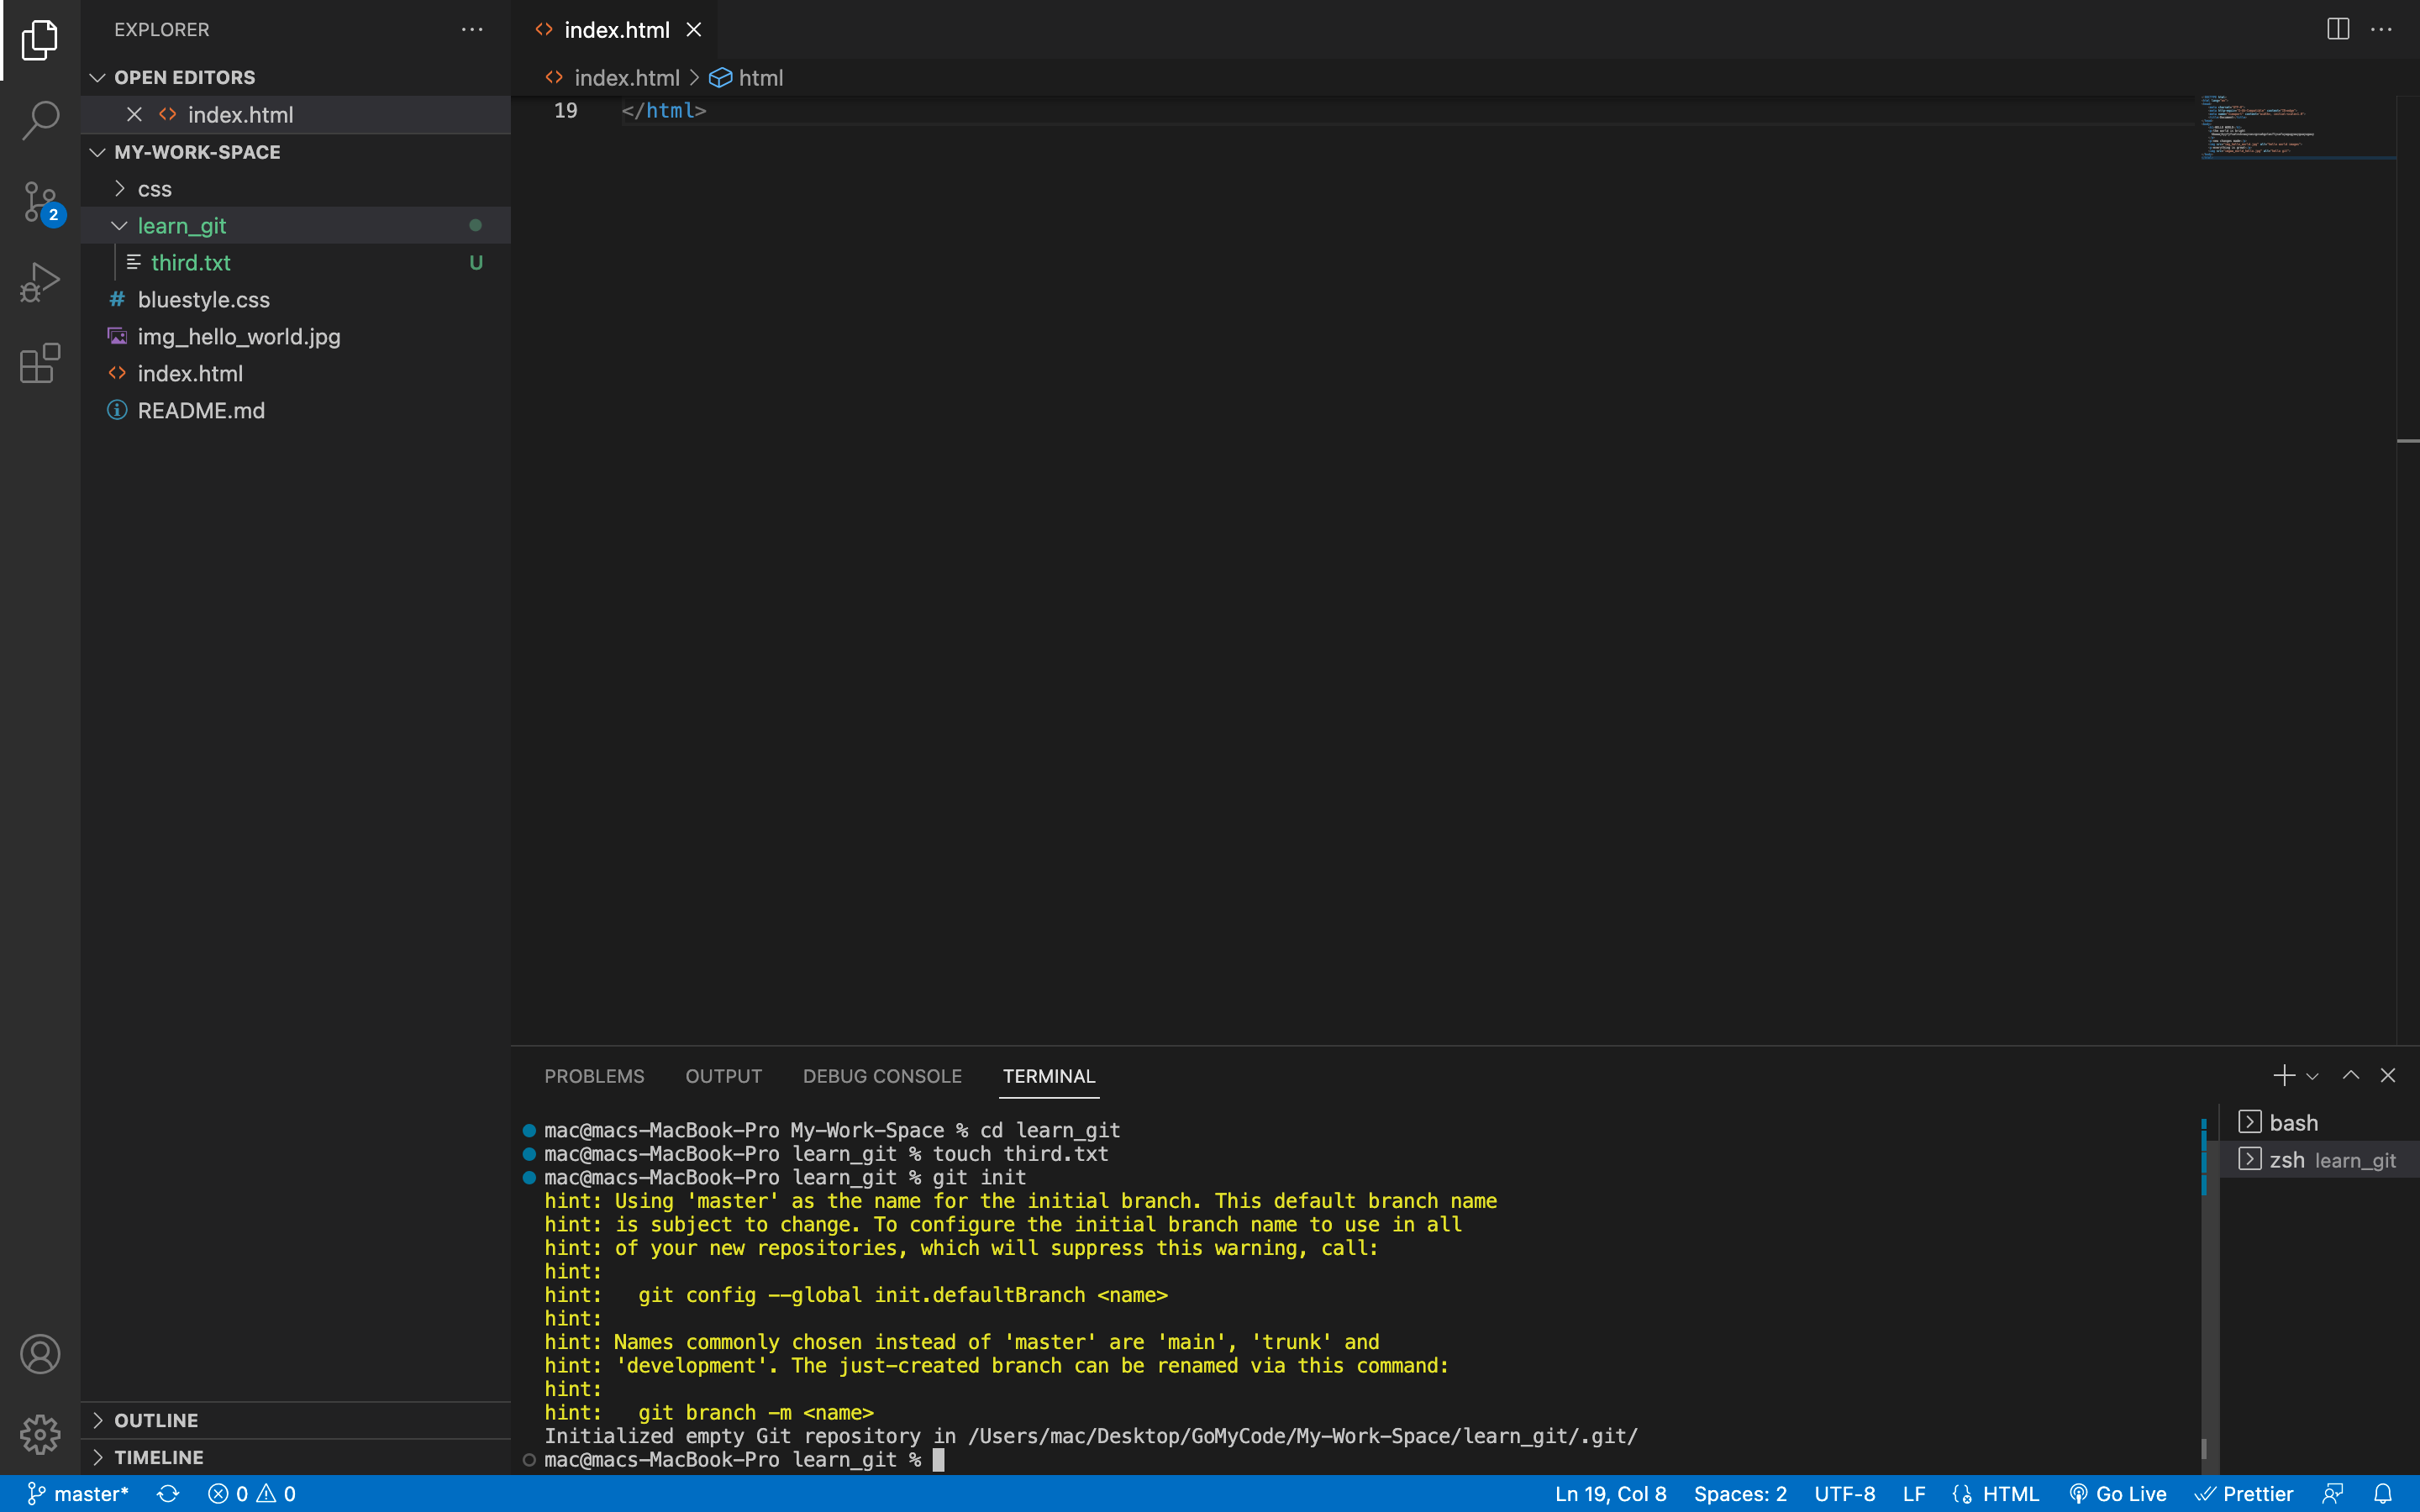 EXPLORER
OPEN EDITORS
index.html
MY-WORK-SPACE
css
learn_git
third.txt U
# bluestyle.css
img_hello_world.jpg
index.html
README.md
OUTLINE
TIMELINE
2
index.html
index.html > html
19 </html>
PROBLEMS OUTPUT DEBUG CONSOLE TERMINAL
mac@macs-MacBook-Pro My-Work-Space % cd learn_git
mac@macs-MacBook-Pro learn_git % touch third.txt
mac@macs-MacBook-Pro learn_git % git init
hint: Using 'master' as the name for the initial branch. This default branch name
hint: is subject to change. To configure the initial branch name to use in all
hint: of your new repositories, which will suppress this warning, call:
hint:
hint:   git config --global init.defaultBranch <name>
hint:
hint: Names commonly chosen instead of 'master' are 'main', 'trunk' and
hint: 'development'. The just-created branch can be renamed via this command:
hint:
hint:   git branch -m <name>
Initialized empty Git repository in /Users/mac/Desktop/GoMyCode/My-Work-Space/learn_git/.git/
mac@macs-MacBook-Pro learn_git %
bash
zsh learn_git
master* 0 0 Ln 19, Col 8 Spaces: 2 UTF-8 LF HTML Go Live Prettier